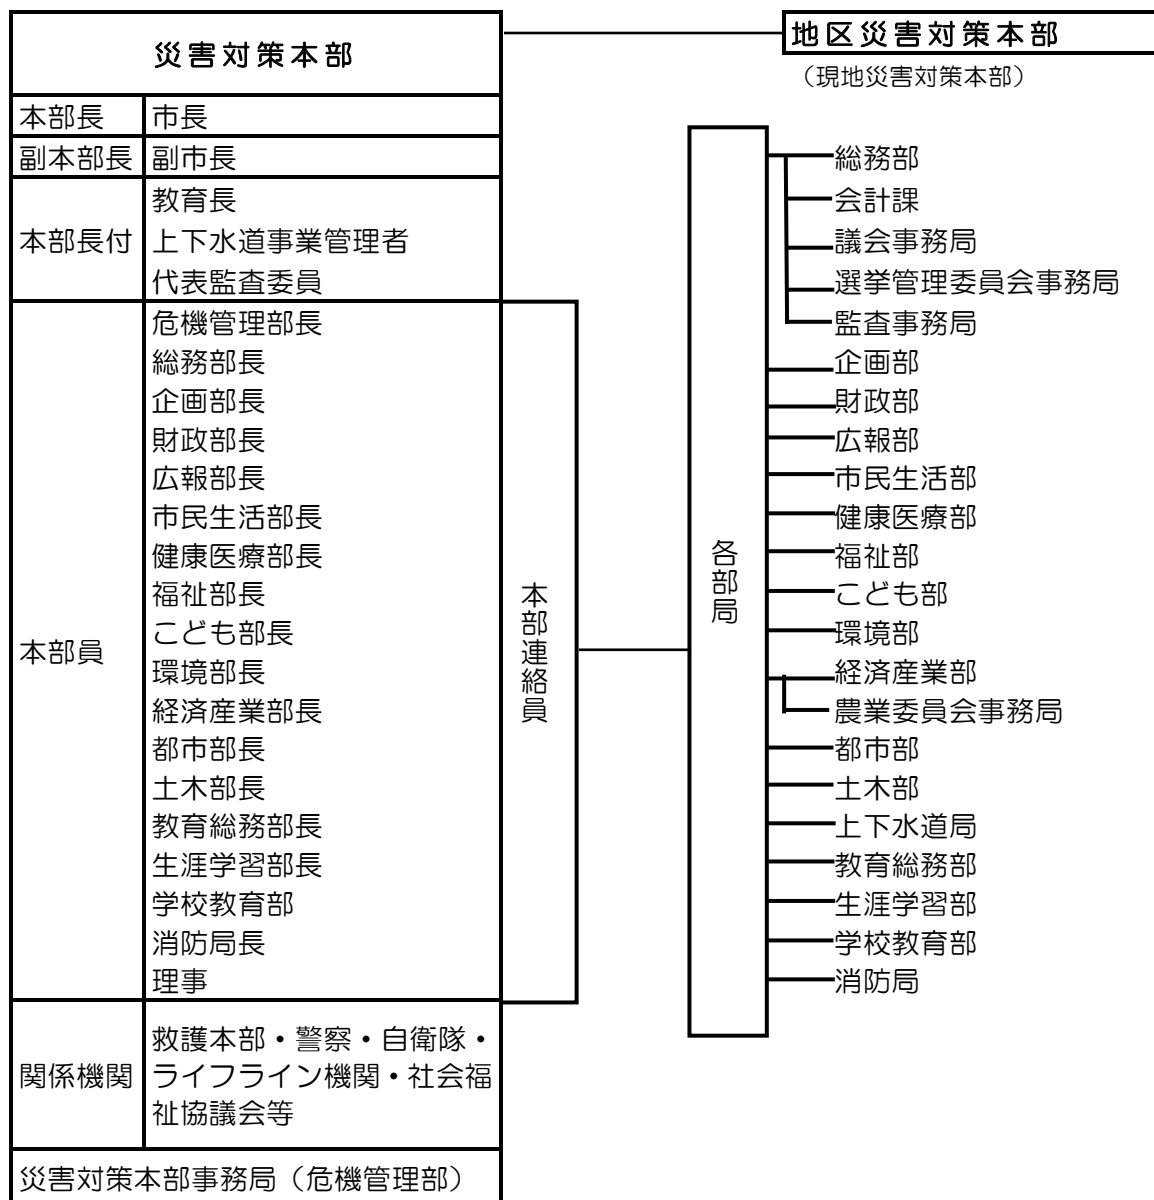 災害対策本部
地区災害対策本部
（現地災害対策本部）
本部長
市長
副本部長
副市長
本部長付
教育長
上下水道事業管理者
代表監査委員
本部員
危機管理部長
総務部長
企画部長
財政部長
広報部長
市民生活部長
健康医療部長
福祉部長
こども部長
環境部長
経済産業部長
都市部長
土木部長
教育総務部長
生涯学習部長
学校教育部
消防局長
理事
関係機関
救護本部・警察・自衛隊・
ライフライン機関・社会福
祉協議会等
災害対策本部事務局（危機管理部）
本部連絡員
各部局
総務部
会計課
議会事務局
選挙管理委員会事務局
監査事務局
企画部
財政部
広報部
市民生活部
健康医療部
福祉部
こども部
環境部
経済産業部
農業委員会事務局
都市部
土木部
上下水道局
教育総務部
生涯学習部
学校教育部
消防局